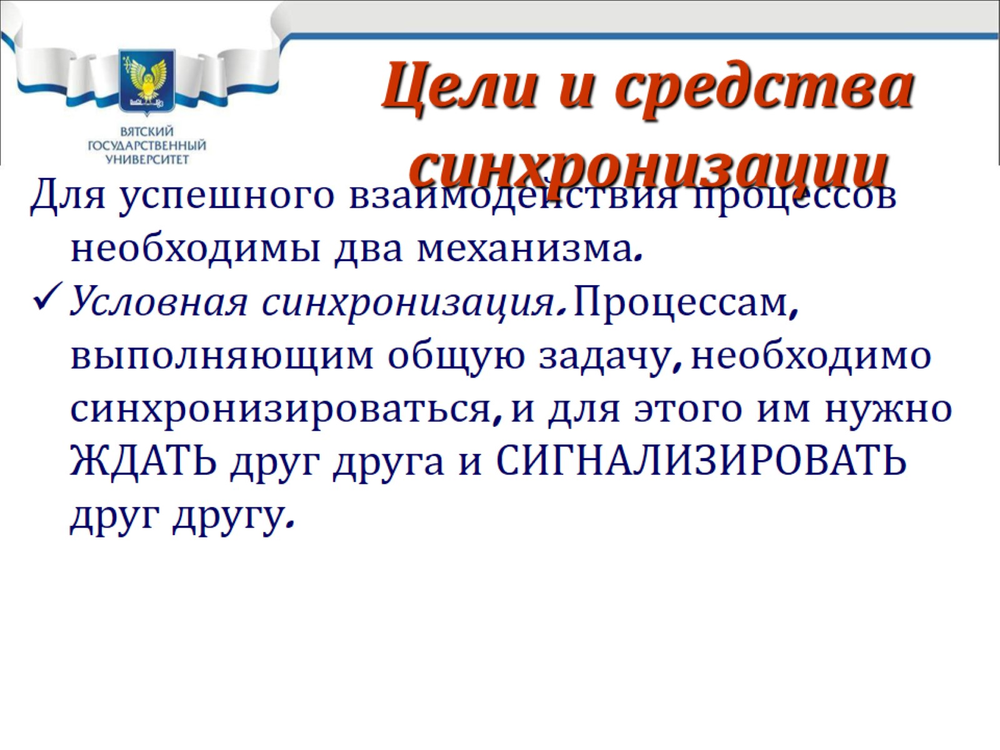 ВЯТСКИЙ
ГОСУДАРСТВЕННЫЙ
УНИВЕРСИТЕТ
Цели и средства
синхронизации
Для успешного взаимодействия процессов
необходимы два механизма.
✓ Условная синхронизация. Процессам,
выполняющим общую задачу, необходимо
синхронизироваться, и для этого им нужно
ЖДАТЬ друг друга и СИГНАЛИЗИРОВАТЬ
друг другу.